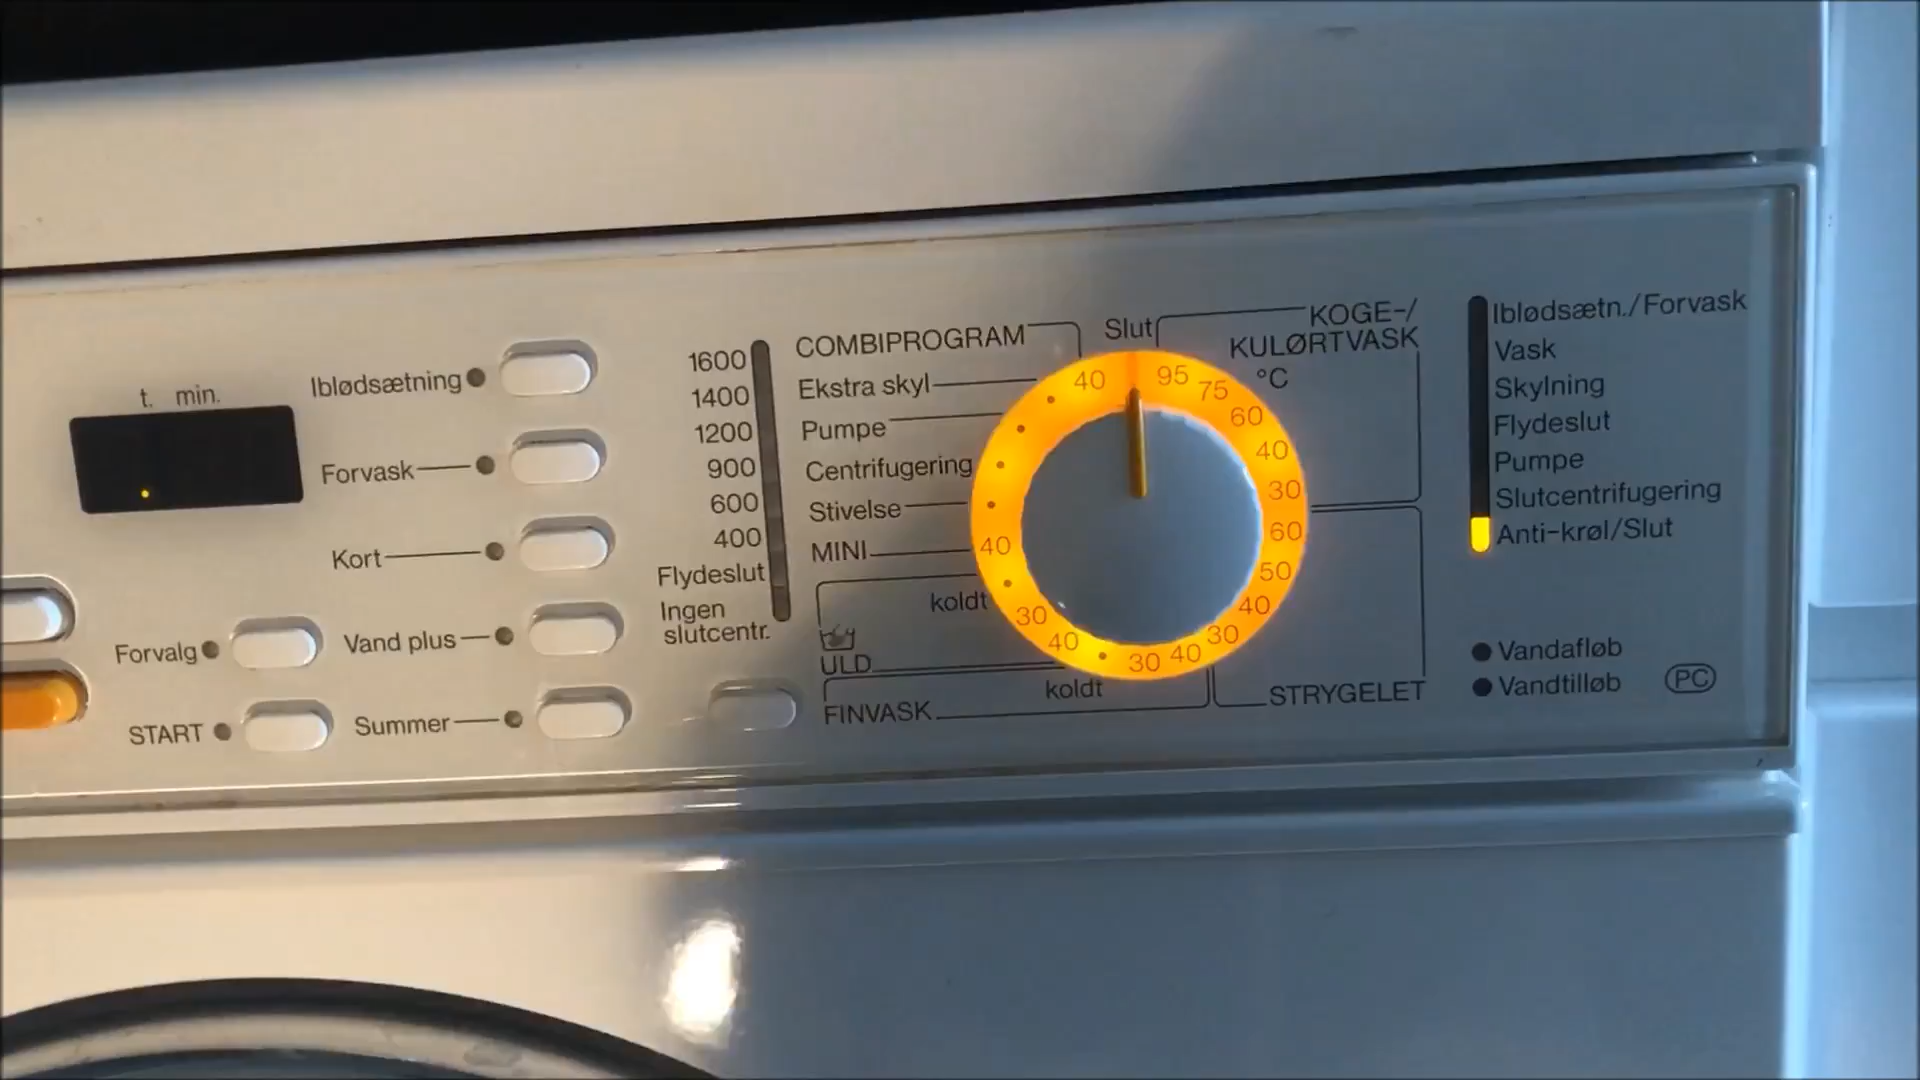 t. min.
Iblødsætning
Forvask
Kort
Forvalg
Vand plus
START
Summer
1600
1400
1200
900
600
400
Flydeslut
Ingen
slutcentr.
COMBIPROGRAM
Ekstra skyl
Pumpe
Centrifugering
Stivelse
MINI
koldt
ULD
koldt
FINVASK
Slut
KOGE-/
KULØRTVASK
°C
95
75
60
40
30
60
50
40
30
40
30
40
30
40
40
STRYGELET
Iblødsætn./Forvask
Vask
Skylning
Flydeslut
Pumpe
Slutcentrifugering
Anti-krøl/Slut
Vandafløb
Vandtilløb
PC